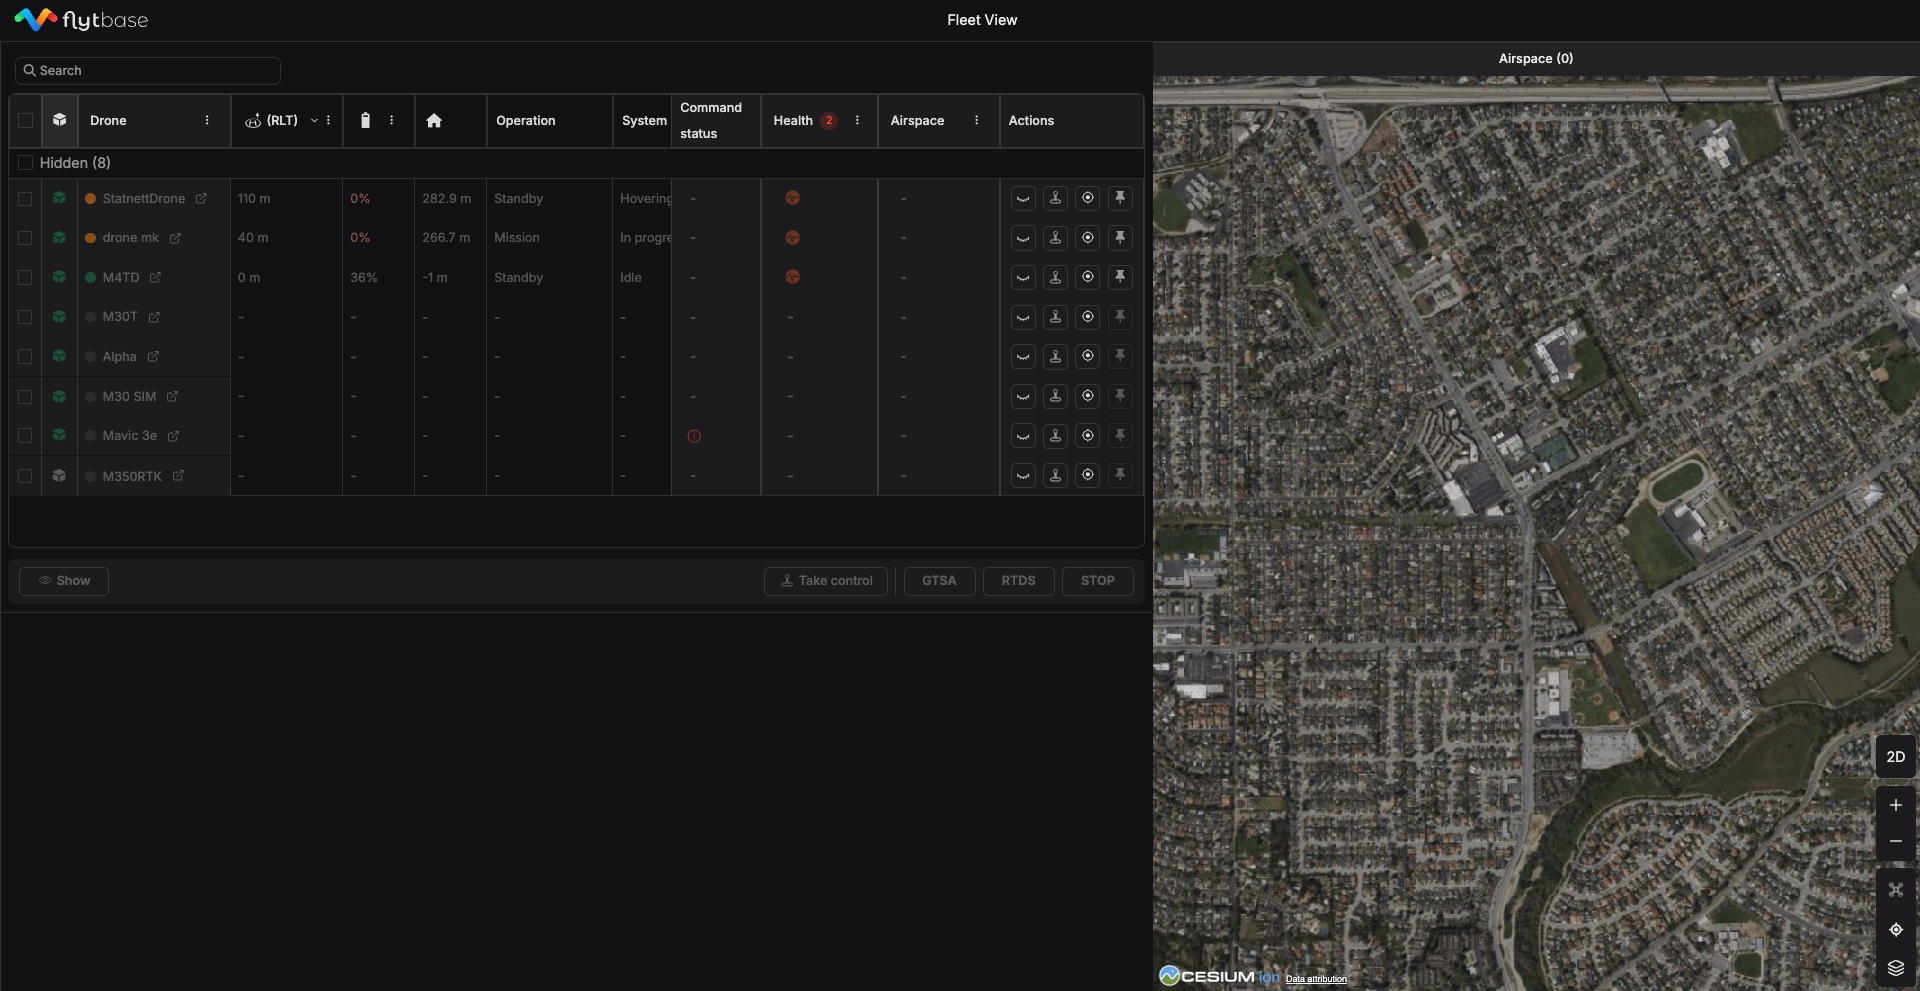 flytbase
Fleet View
Search
Airspace (0)
Drone (RLT) Operation System Command status Health 2 Airspace Actions
Hidden (8)
StatnettDrone 110 m 0% 282.9 m Standby Hovering - -
drone mk 40 m 0% 266.7 m Mission In progre - -
M4TD 0 m 36% -1 m Standby Idle - -
M30T - - - - - - - -
Alpha - - - - - - - -
M30 SIM - - - - - - - -
Mavic 3e - - - - - - -
M350RTK - - - - - - - -
Show Take control GTSA RTDS STOP
2D
CESIUM ion Data attribution